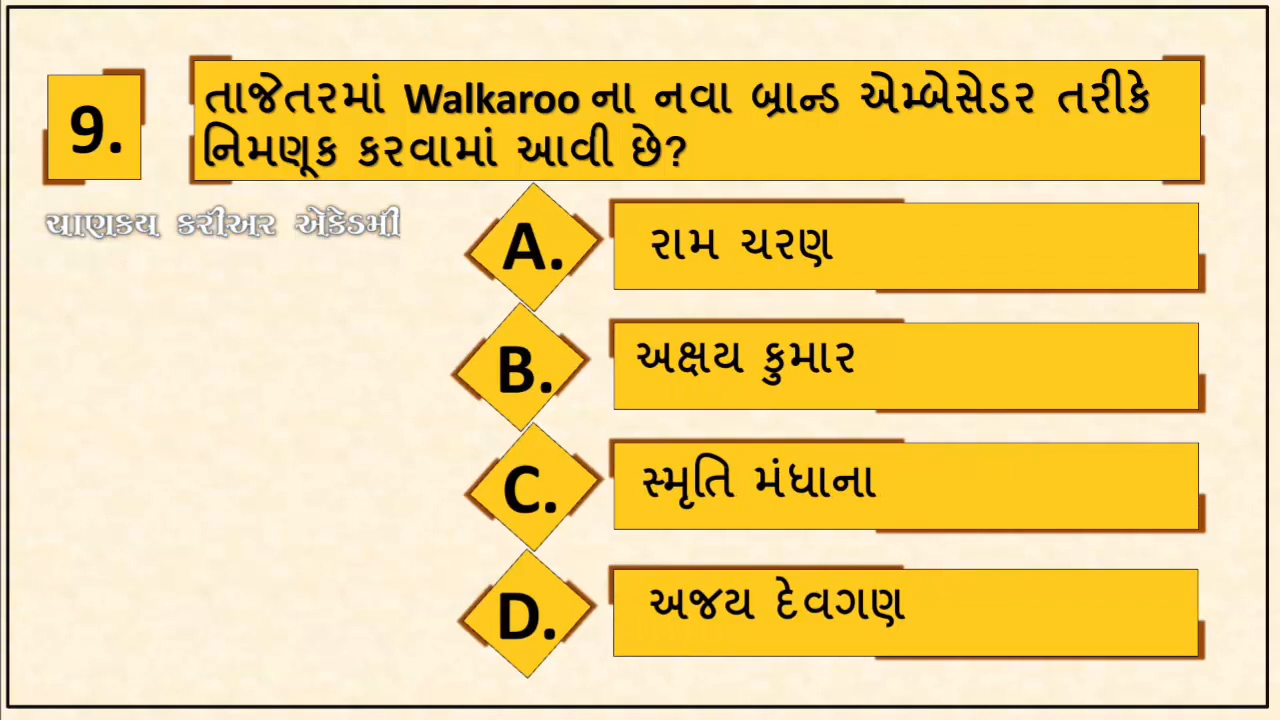 9.
તાજેતરમાં Walkaroo ના નવા બ્રાન્ડ એમ્બેસેડર તરીકે
નિમણૂક કરવામાં આવી છે?
ચાણક્ય કરીઅર એકેડમી
A. રામ ચરણ
B. અક્ષય કુમાર
C. સ્મૃતિ મંધાના
D. અજય દેવગણ